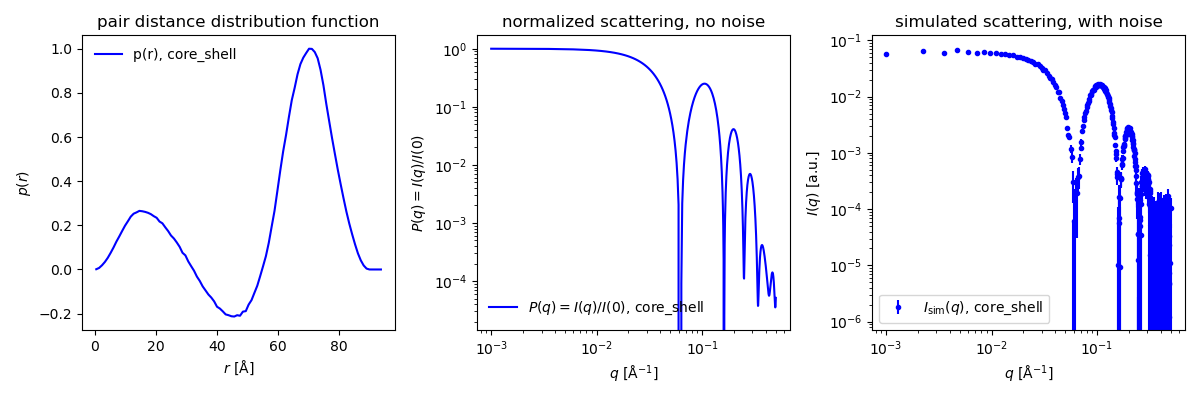 pair distance distribution function
p(r), core_shell
1.0
0.8
0.6
0.4
0.2
0.0
−0.2
p(r)
0 20 40 60 80
r [Å]
normalized scattering, no noise
10⁰
10⁻¹
10⁻²
10⁻³
10⁻⁴
P(q) = I(q)/I(0)
P(q) = I(q)/I(0), core_shell
10⁻³ 10⁻² 10⁻¹
q [Å⁻¹]
simulated scattering, with noise
10⁻¹
10⁻²
10⁻³
10⁻⁴
10⁻⁵
10⁻⁶
I(q) [a.u.]
I_sim(q), core_shell
10⁻³ 10⁻² 10⁻¹
q [Å⁻¹]